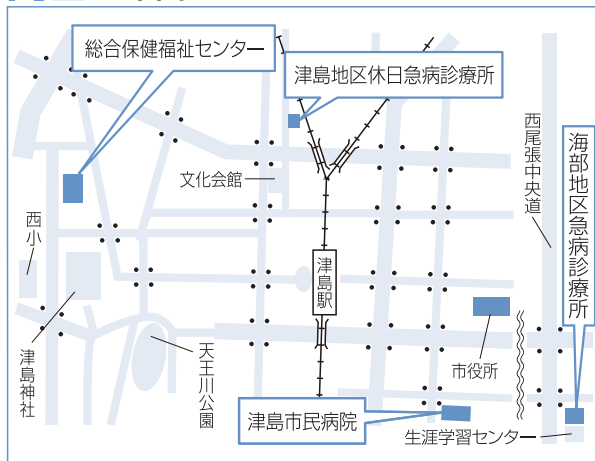 総合保健福祉センター
津島地区休日急病診療所
文化会館
西尾張中央道
海部地区急病診療所
西小
津島駅
津島神社
天王川公園
市役所
津島市民病院
生涯学習センター